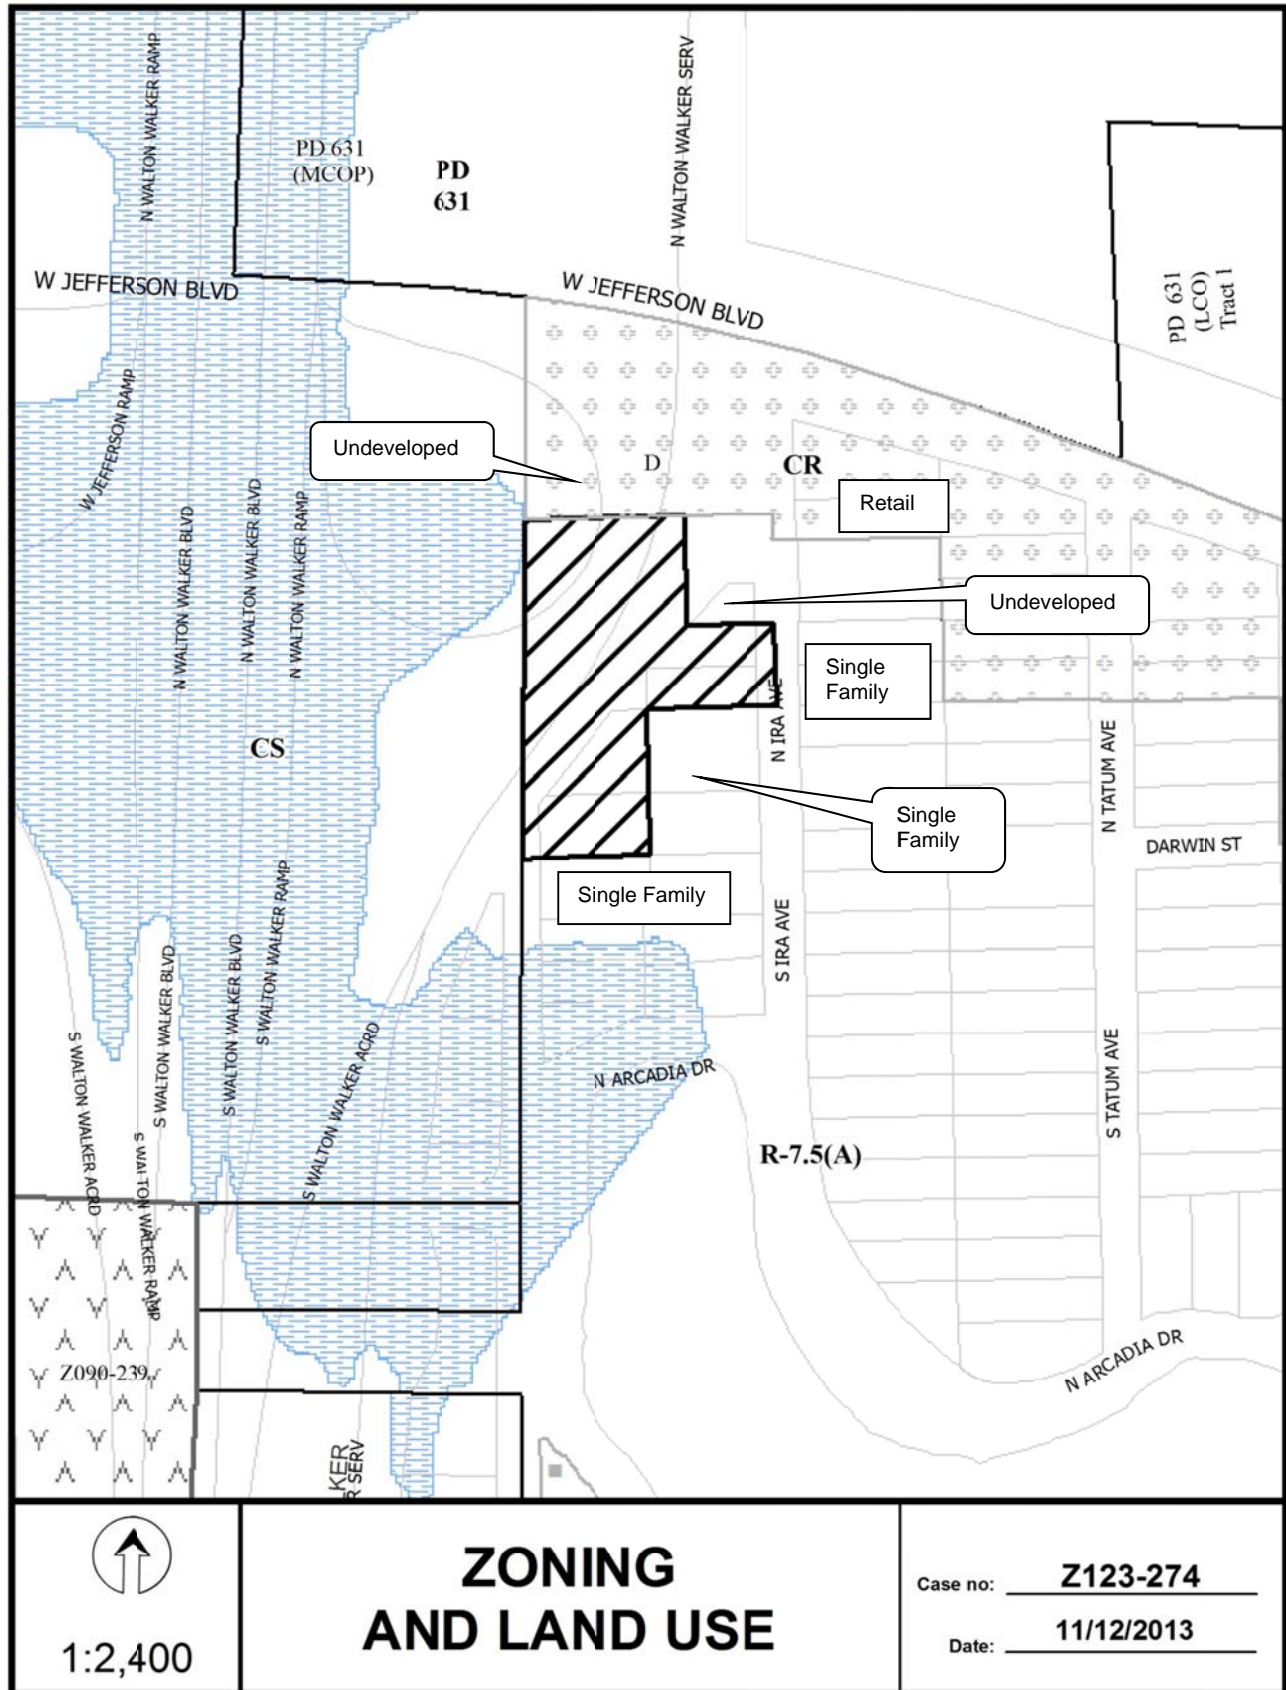 N WALTON WALKER RAMP
PD 631
(MCOP)
PD
631
N WALTON WALKER SERV
W JEFFERSON BLVD
W JEFFERSON BLVD
PD 631
(LCO)
Tract 1
W JEFFERSON RAMP
Undeveloped
D
CR
Retail
N WALTON WALKER BLVD
N WALTON WALKER BLVD
N WALTON WALKER RAMP
Undeveloped
Single
Family
N IRA AVE
CS
Single
Family
N TATUM AVE
DARWIN ST
Single Family
S IRA AVE
S WALTON WALKER BLVD
S WALTON WALKER BLVD
S WALTON WALKER RAMP
S WALTON WALKER ACRD
S WALTON WALKER ACRD
S WALTON WALKER RAMP
N ARCADIA DR
S TATUM AVE
R-7.5(A)
Z090-239
N ARCADIA DR
KER
R SERV
1:2,400
ZONING
AND LAND USE
Case no: Z123-274
Date: 11/12/2013